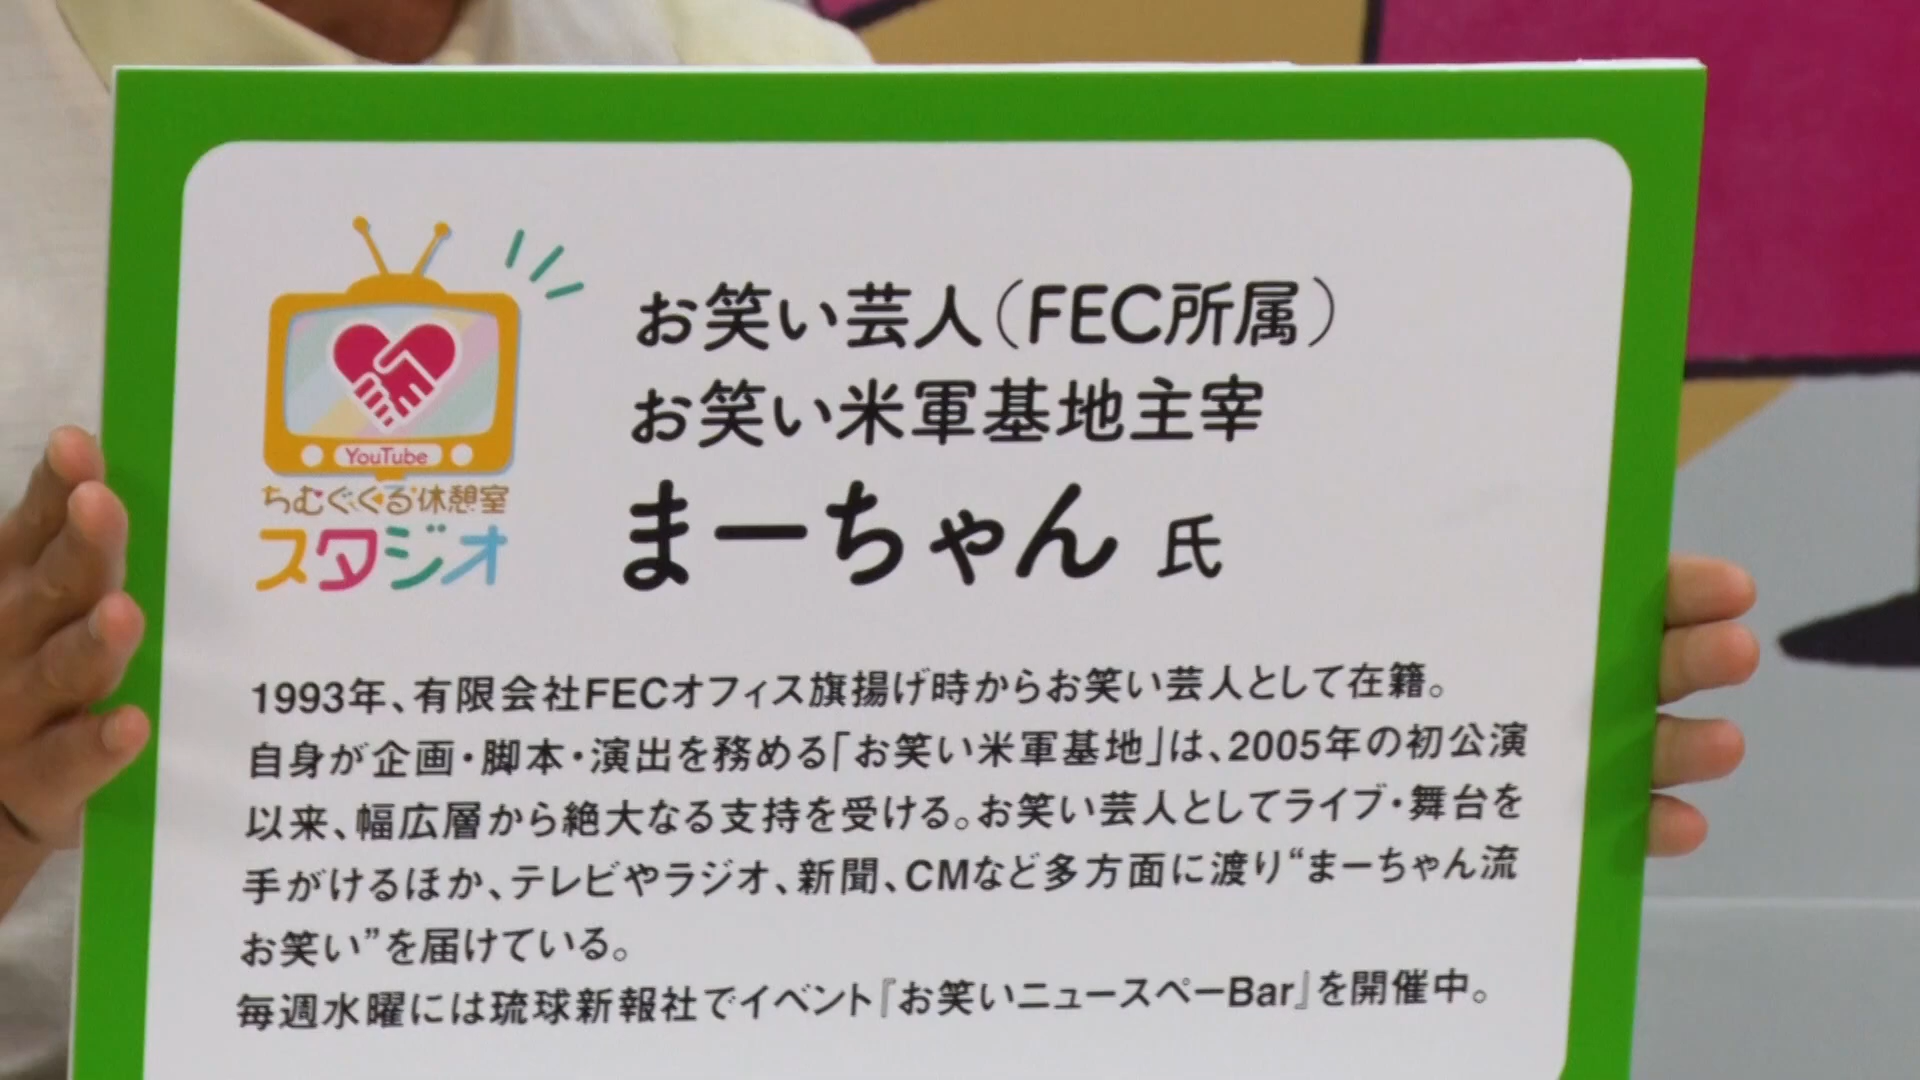 お笑い芸人（FEC所属）
お笑い米軍基地主宰
まーちゃん 氏
YouTube
ちむぐくる休憩室
スタジオ
1993年、有限会社FECオフィス旗揚げ時からお笑い芸人として在籍。
自身が企画・脚本・演出を務める「お笑い米軍基地」は、2005年の初公演
以来、幅広層から絶大なる支持を受ける。お笑い芸人としてライブ・舞台を
手がけるほか、テレビやラジオ、新聞、CMなど多方面に渡り“まーちゃん流
お笑い”を届けている。
毎週水曜には琉球新報社でイベント『お笑いニュースペーBar』を開催中。